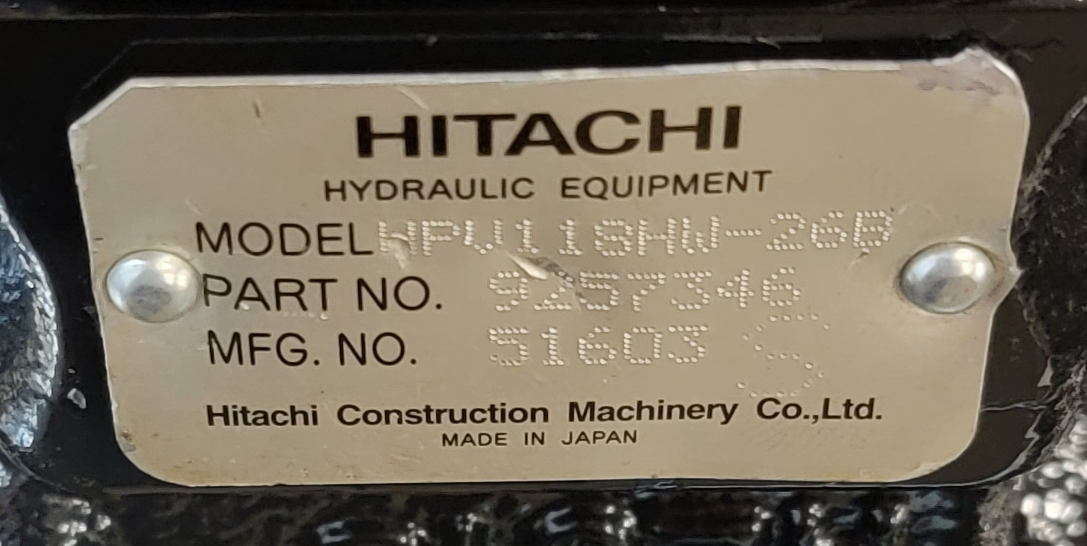 HITACHI
HYDRAULIC EQUIPMENT
MODEL HPV118HW-26B
PART NO. 9257346
MFG. NO. 51603
Hitachi Construction Machinery Co.,Ltd.
MADE IN JAPAN